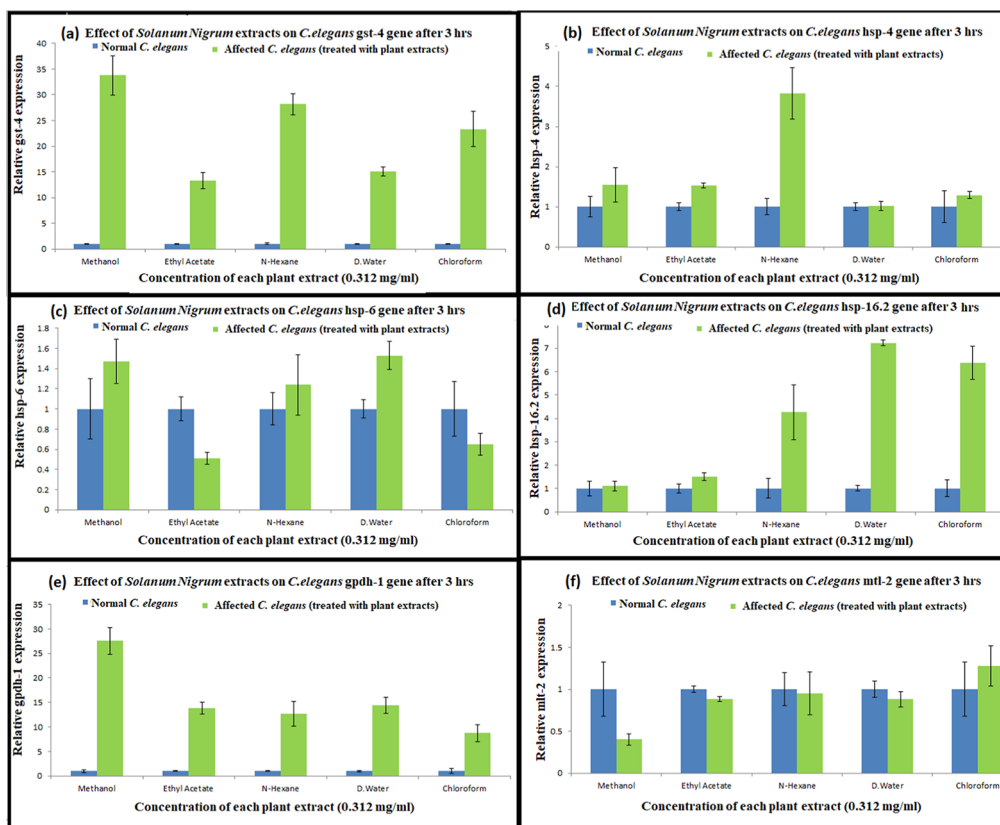 (a) Effect of Solanum Nigrum extracts on C.elegans gst-4 gene after 3 hrs
Normal C. elegans
Affected C. elegans (treated with plant extracts)
Relative gst-4 expression
40
35
30
25
20
15
10
5
0
Methanol Ethyl Acetate N-Hexane D.Water Chloroform
Concentration of each plant extract (0.312 mg/ml)
(b) Effect of Solanum Nigrum extracts on C.elegans hsp-4 gene after 3 hrs
Normal C. elegans
Affected C. elegans (treated with plant extracts)
Relative hsp-4 expression
5
4
3
2
1
0
Methanol Ethyl Acetate N-Hexane D.Water Chloroform
Concentration of each plant extract (0.312 mg/ml)
(c) Effect of Solanum Nigrum extracts on C.elegans hsp-6 gene after 3 hrs
Normal C. elegans
Affected C. elegans (treated with plant extracts)
Relative hsp-6 expression
1.8
1.6
1.4
1.2
1
0.8
0.6
0.4
0.2
0
Methanol Ethyl Acetate N-Hexane D.Water Chloroform
Concentration of each plant extract (0.312 mg/ml)
(d) Effect of Solanum Nigrum extracts on C.elegans hsp-16.2 gene after 3 hrs
Normal C. elegans
Affected C. elegans (treated with plant extracts)
Relative hsp-16.2 expression
8
7
6
5
4
3
2
1
0
Methanol Ethyl Acetate N-Hexane D.Water Chloroform
Concentration of each plant extract (0.312 mg/ml)
(e) Effect of Solanum Nigrum extracts on C.elegans gpdh-1 gene after 3 hrs
Normal C. elegans
Affected C. elegans (treated with plant extracts)
Relative gpdh-1 expression
35
30
25
20
15
10
5
0
Methanol Ethyl Acetate N-Hexane D.Water Chloroform
Concentration of each plant extract (0.312 mg/ml)
(f) Effect of Solanum Nigrum extracts on C.elegans mtl-2 gene after 3 hrs
Normal C. elegans
Affected C. elegans (treated with plant extracts)
Relative mlt-2 expression
2
1.5
1
0.5
0
Methanol Ethyl Acetate N-Hexane D.Water Chloroform
Concentration of each plant extract (0.312 mg/ml)